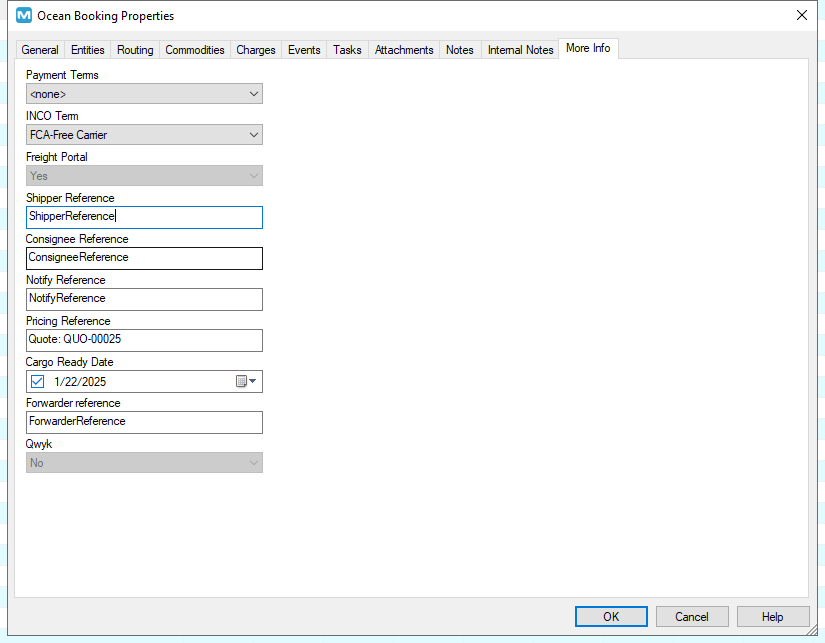 M Ocean Booking Properties
General Entities Routing Commodities Charges Events Tasks Attachments Notes Internal Notes More Info
Payment Terms
<none>
INCO Term
FCA-Free Carrier
Freight Portal
Yes
Shipper Reference
ShipperReference
Consignee Reference
ConsigneeReference
Notify Reference
NotifyReference
Pricing Reference
Quote: QUO-00025
Cargo Ready Date
1/22/2025
Forwarder reference
ForwarderReference
Qwyk
No
OK Cancel Help